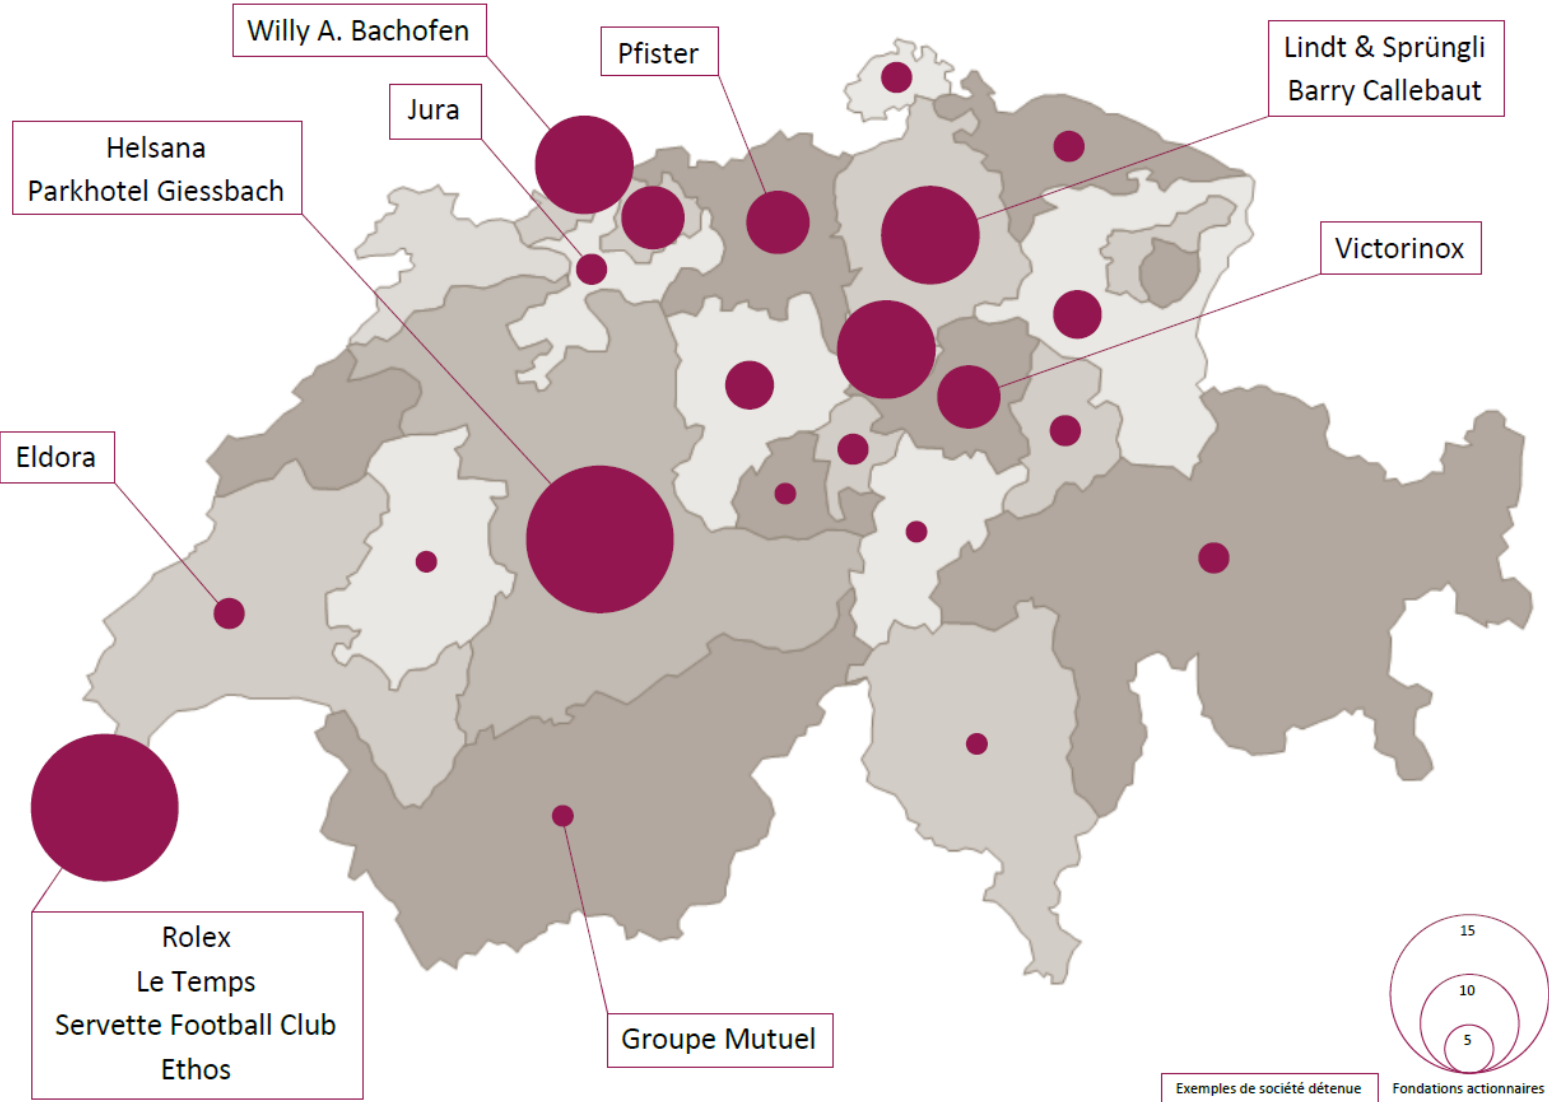 Willy A. Bachofen
Pfister
Lindt & Sprüngli
Barry Callebaut
Jura
Helsana
Parkhotel Giessbach
Victorinox
Eldora
Rolex
Le Temps
Servette Football Club
Ethos
Groupe Mutuel
15
10
5
Exemples de société détenue
Fondations actionnaires